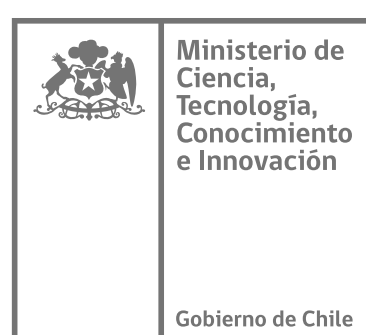 Ministerio de
Ciencia,
Tecnología,
Conocimiento
e Innovación
Gobierno de Chile